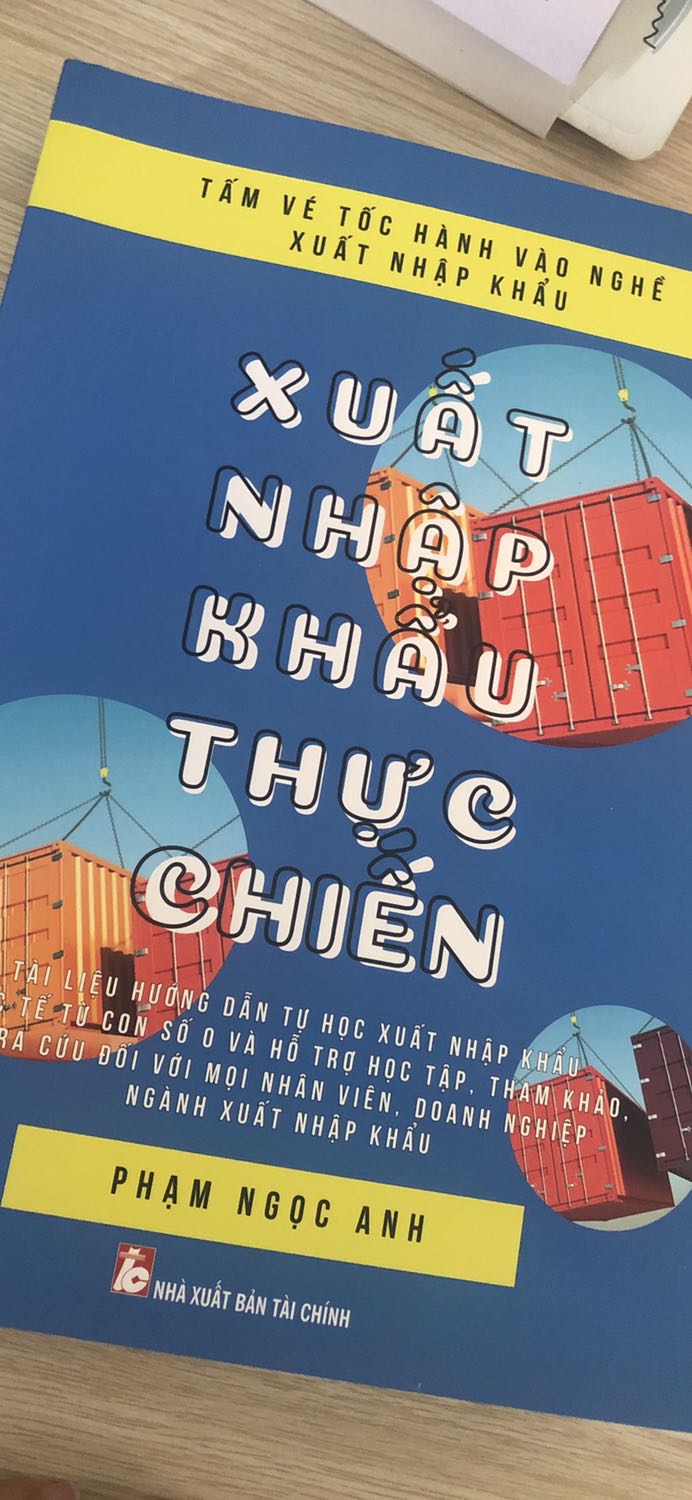 TẤM VÉ TỐC HÀNH VÀO NGHỀ
XUẤT NHẬP KHẨU
XUẤT
NHẬP
KHẨU
THỰC
CHIẾN
TÀI LIỆU HƯỚNG DẪN TỰ HỌC XUẤT NHẬP KHẨU
TẾ TỪ CON SỐ 0 VÀ HỖ TRỢ HỌC TẬP, THAM KHẢO,
CỨU ĐỐI VỚI MỌI NHÂN VIÊN, DOANH NGHIỆP
NGÀNH XUẤT NHẬP KHẨU
PHẠM NGỌC ANH
tc NHÀ XUẤT BẢN TÀI CHÍNH